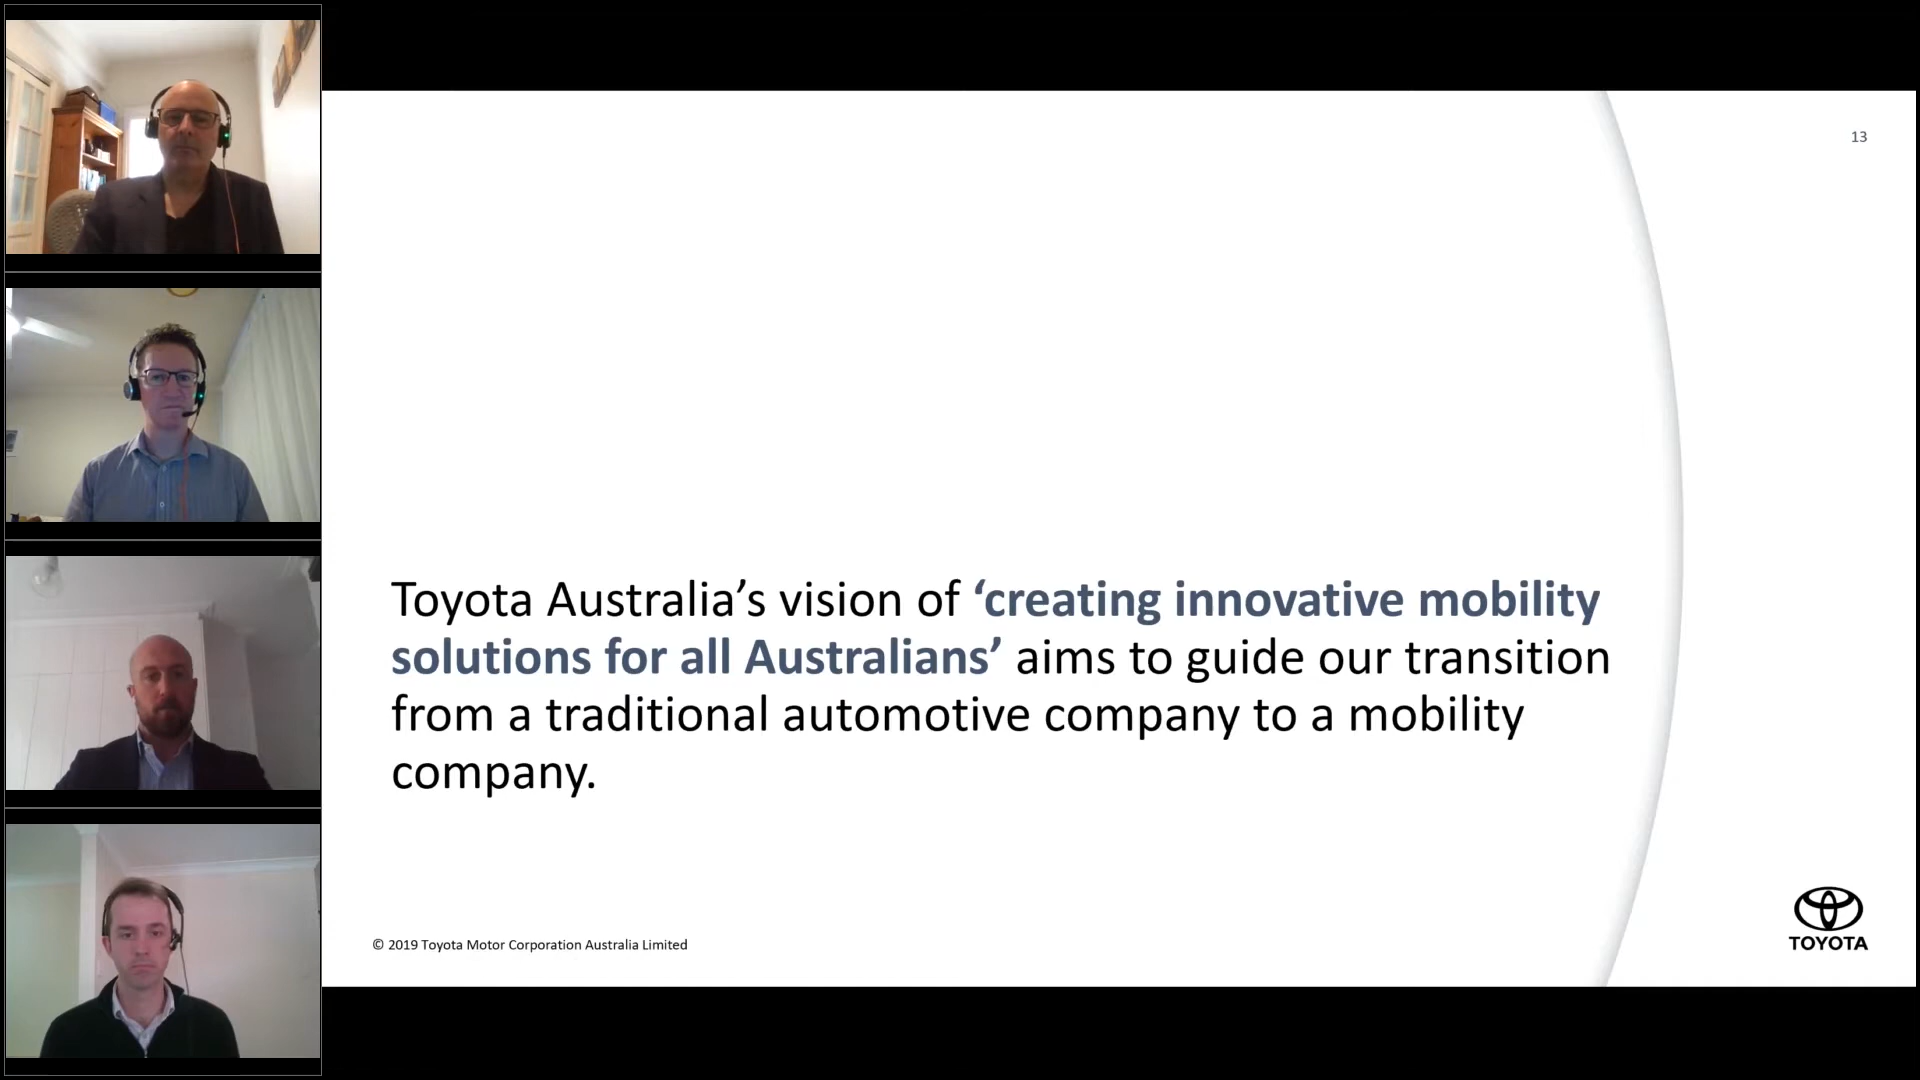 13
Toyota Australia’s vision of ‘creating innovative mobility
solutions for all Australians’ aims to guide our transition
from a traditional automotive company to a mobility
company.
© 2019 Toyota Motor Corporation Australia Limited
TOYOTA